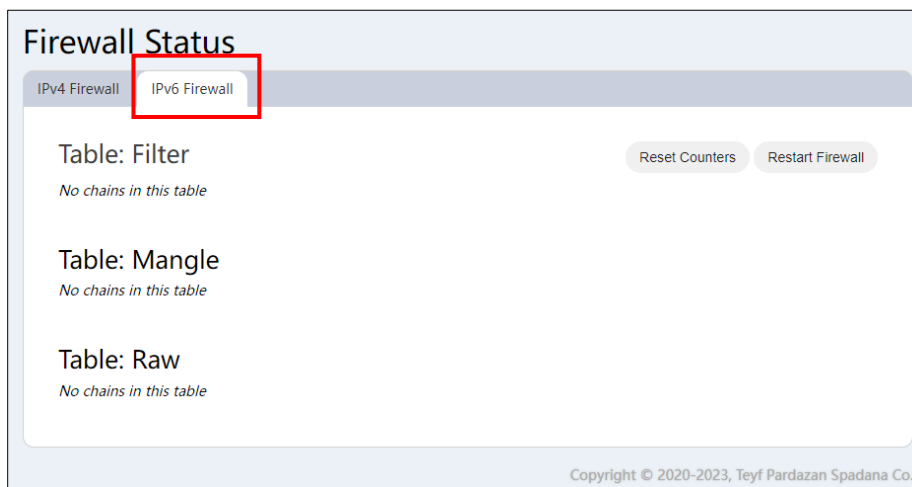 Firewall Status
IPv4 Firewall IPv6 Firewall
Table: Filter
Reset Counters Restart Firewall
No chains in this table
Table: Mangle
No chains in this table
Table: Raw
No chains in this table
Copyright © 2020-2023, Teyf Pardazan Spadana Co.